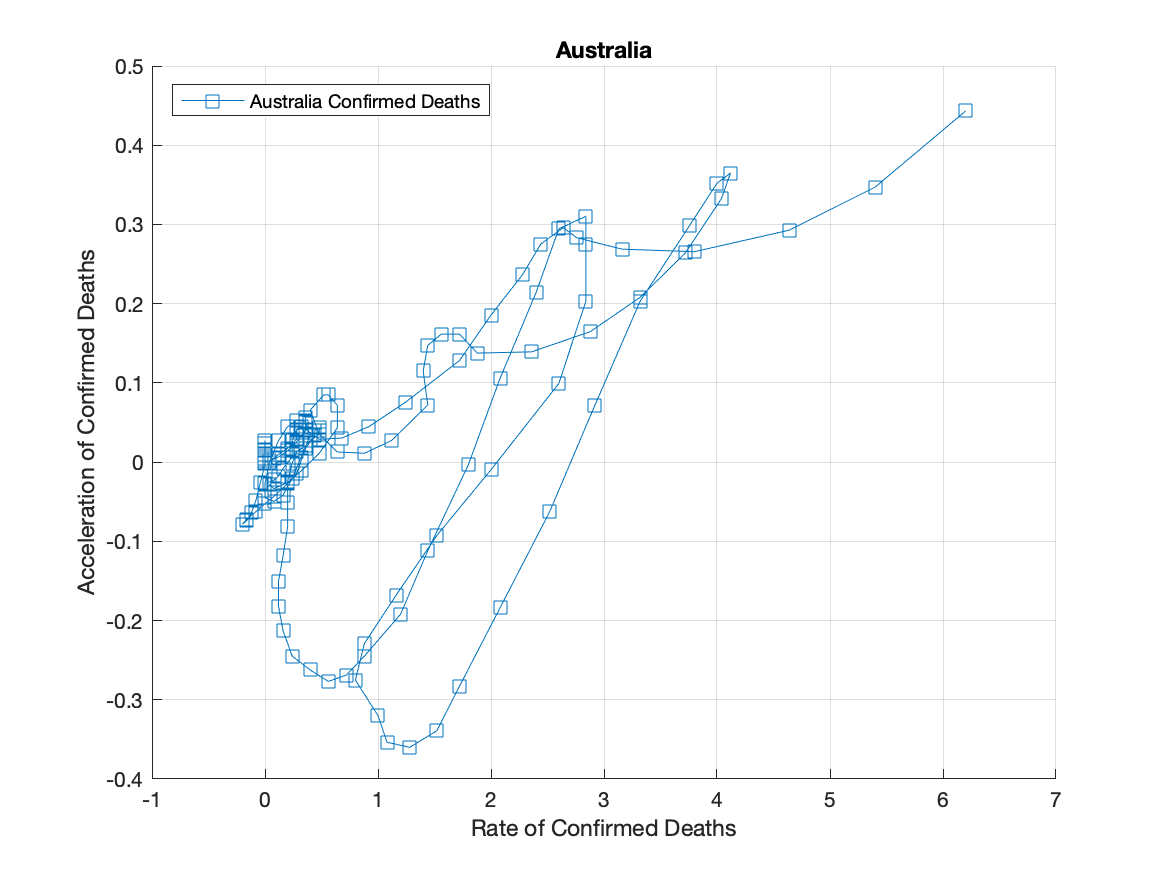 Australia
Australia Confirmed Deaths
0.5
0.4
0.3
0.2
0.1
0
-0.1
-0.2
-0.3
-0.4
Acceleration of Confirmed Deaths
-1 0 1 2 3 4 5 6 7
Rate of Confirmed Deaths